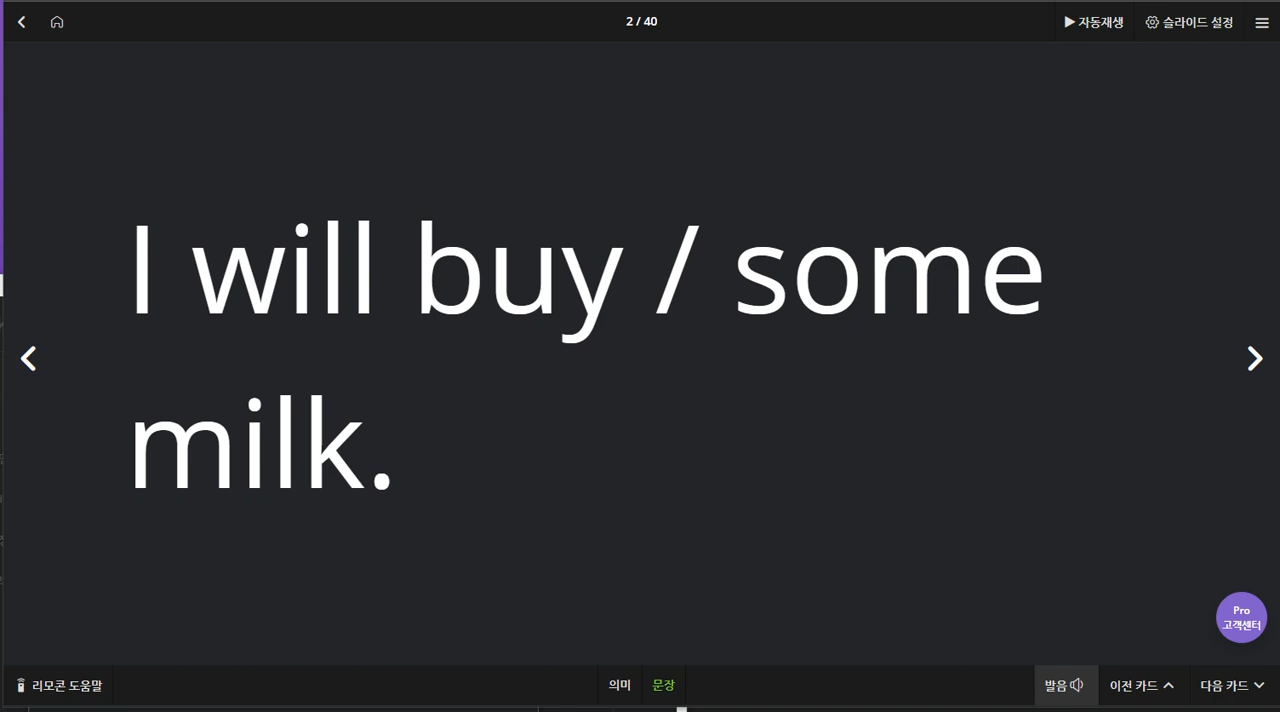 2 / 40
자동재생
슬라이드 설정
I will buy / some
milk.
Pro
고객센터
리모콘 도움말
의미
문장
발음
이전 카드
다음 카드